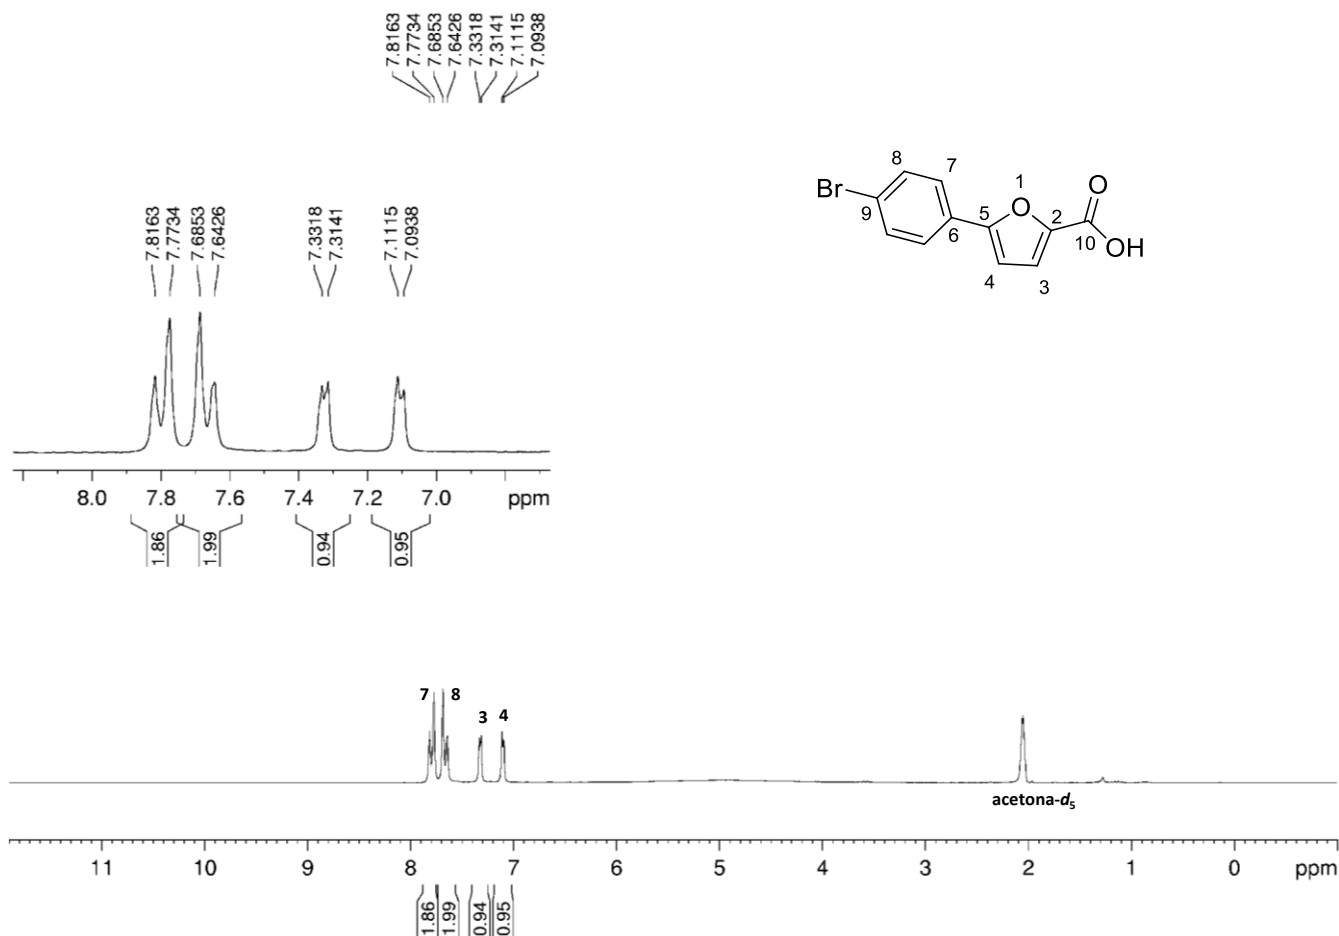 7.8163
7.7734
7.6853
7.6426
7.3318
7.3141
7.1115
7.0938
7.8163
7.7734
7.6853
7.6426
7.3318
7.3141
7.1115
7.0938
8 7 1 O
Br O
9 5 O 2
6 10 OH
4 3
8.0 7.8 7.6 7.4 7.2 7.0 ppm
1.86 1.99 0.94 0.95
7 8 3 4
acetona-d5
11 10 9 8 7 6 5 4 3 2 1 0 ppm
1.86 1.99 0.94 0.95